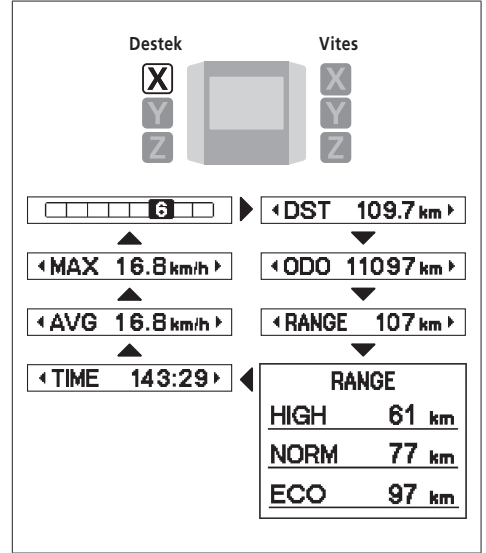 Destek Vites
X X
Y Y
Z Z
6 DST 109.7 km
MAX 16.8 km/h ODO 11097 km
AVG 16.8 km/h RANGE 107 km
TIME 143:29 RANGE
HIGH 61 km
NORM 77 km
ECO 97 km